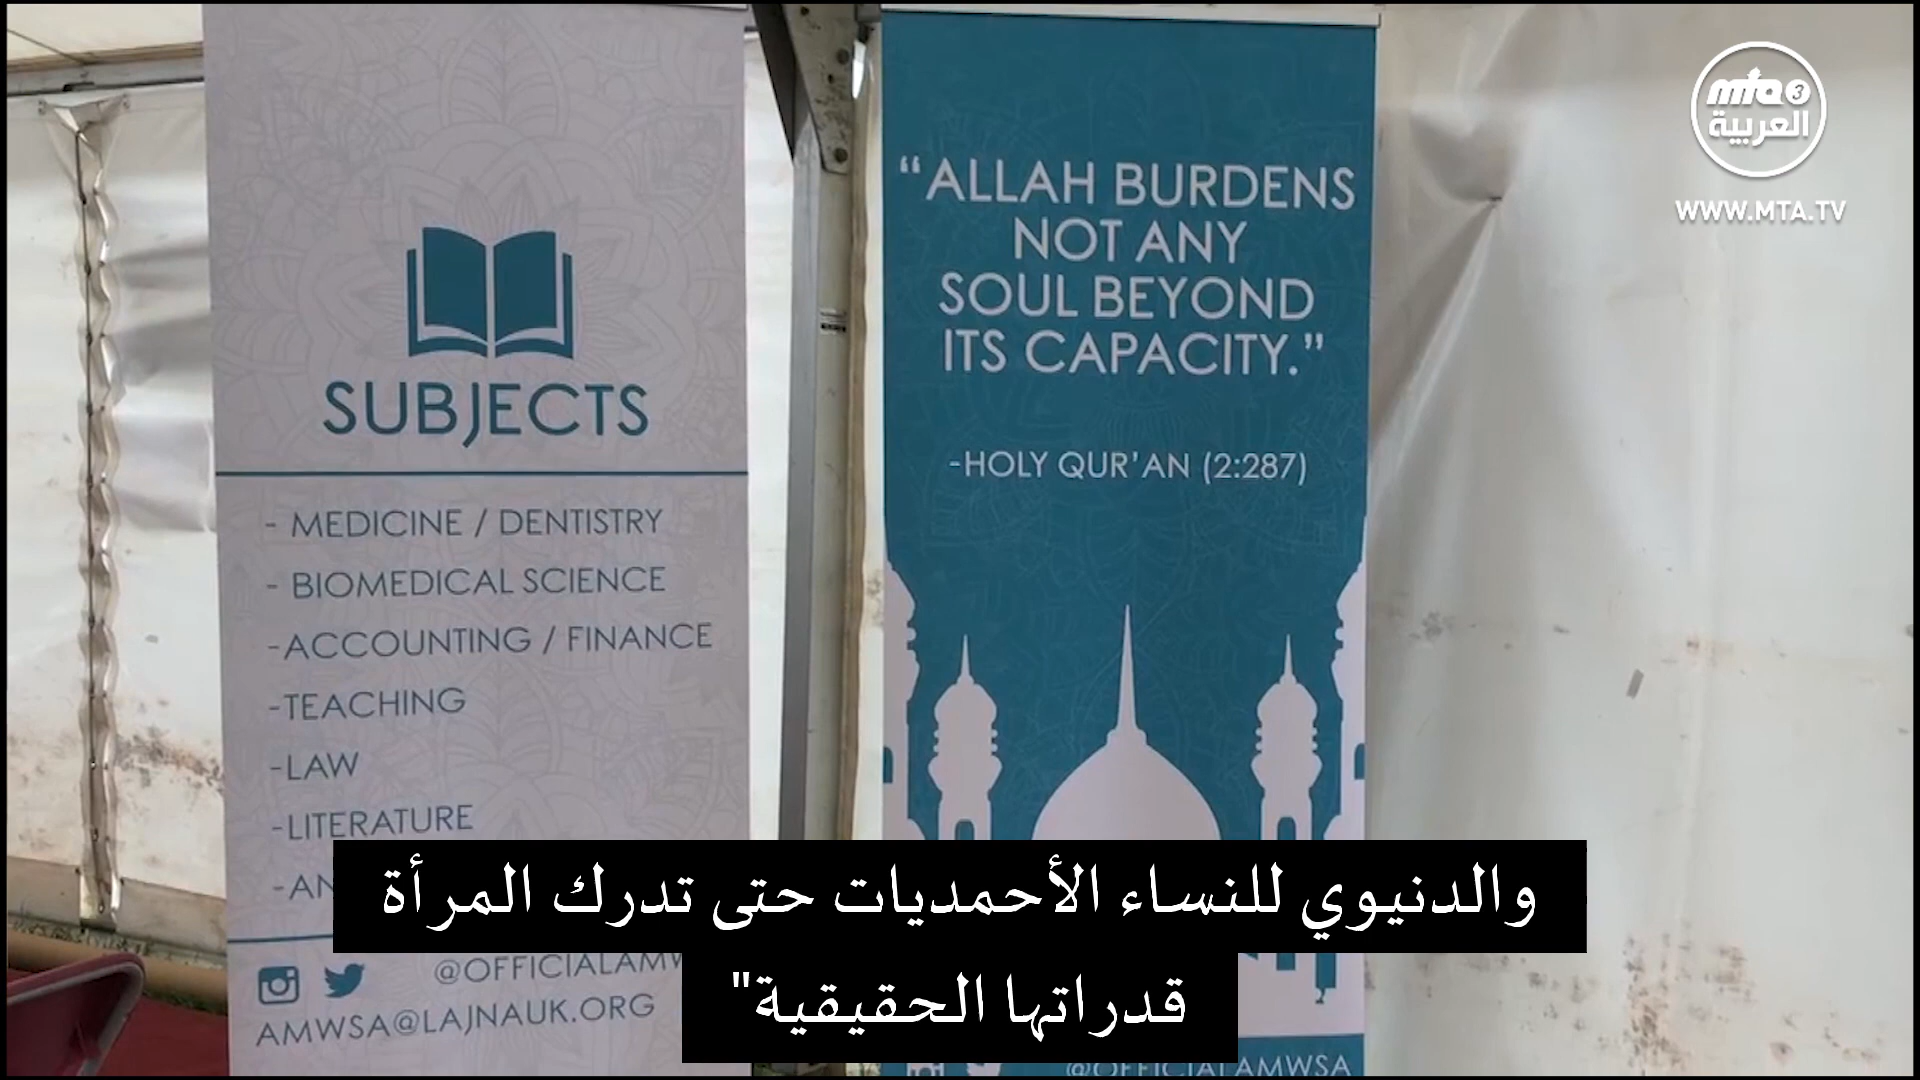 SUBJECTS
- MEDICINE / DENTISTRY
- BIOMEDICAL SCIENCE
-ACCOUNTING / FINANCE
-TEACHING
-LAW
-LITERATURE
@OFFICIALAMW
AMWSA@LAJNAUK.ORG
“ALLAH BURDENS
NOT ANY
SOUL BEYOND
ITS CAPACITY.”
-HOLY QUR’AN (2:287)
@OFFICIALAMWSA
mta3
العربية
WWW.MTA.TV
والدنيوي للنساء الأحمديات حتى تدرك المرأة
قدراتها الحقيقية"